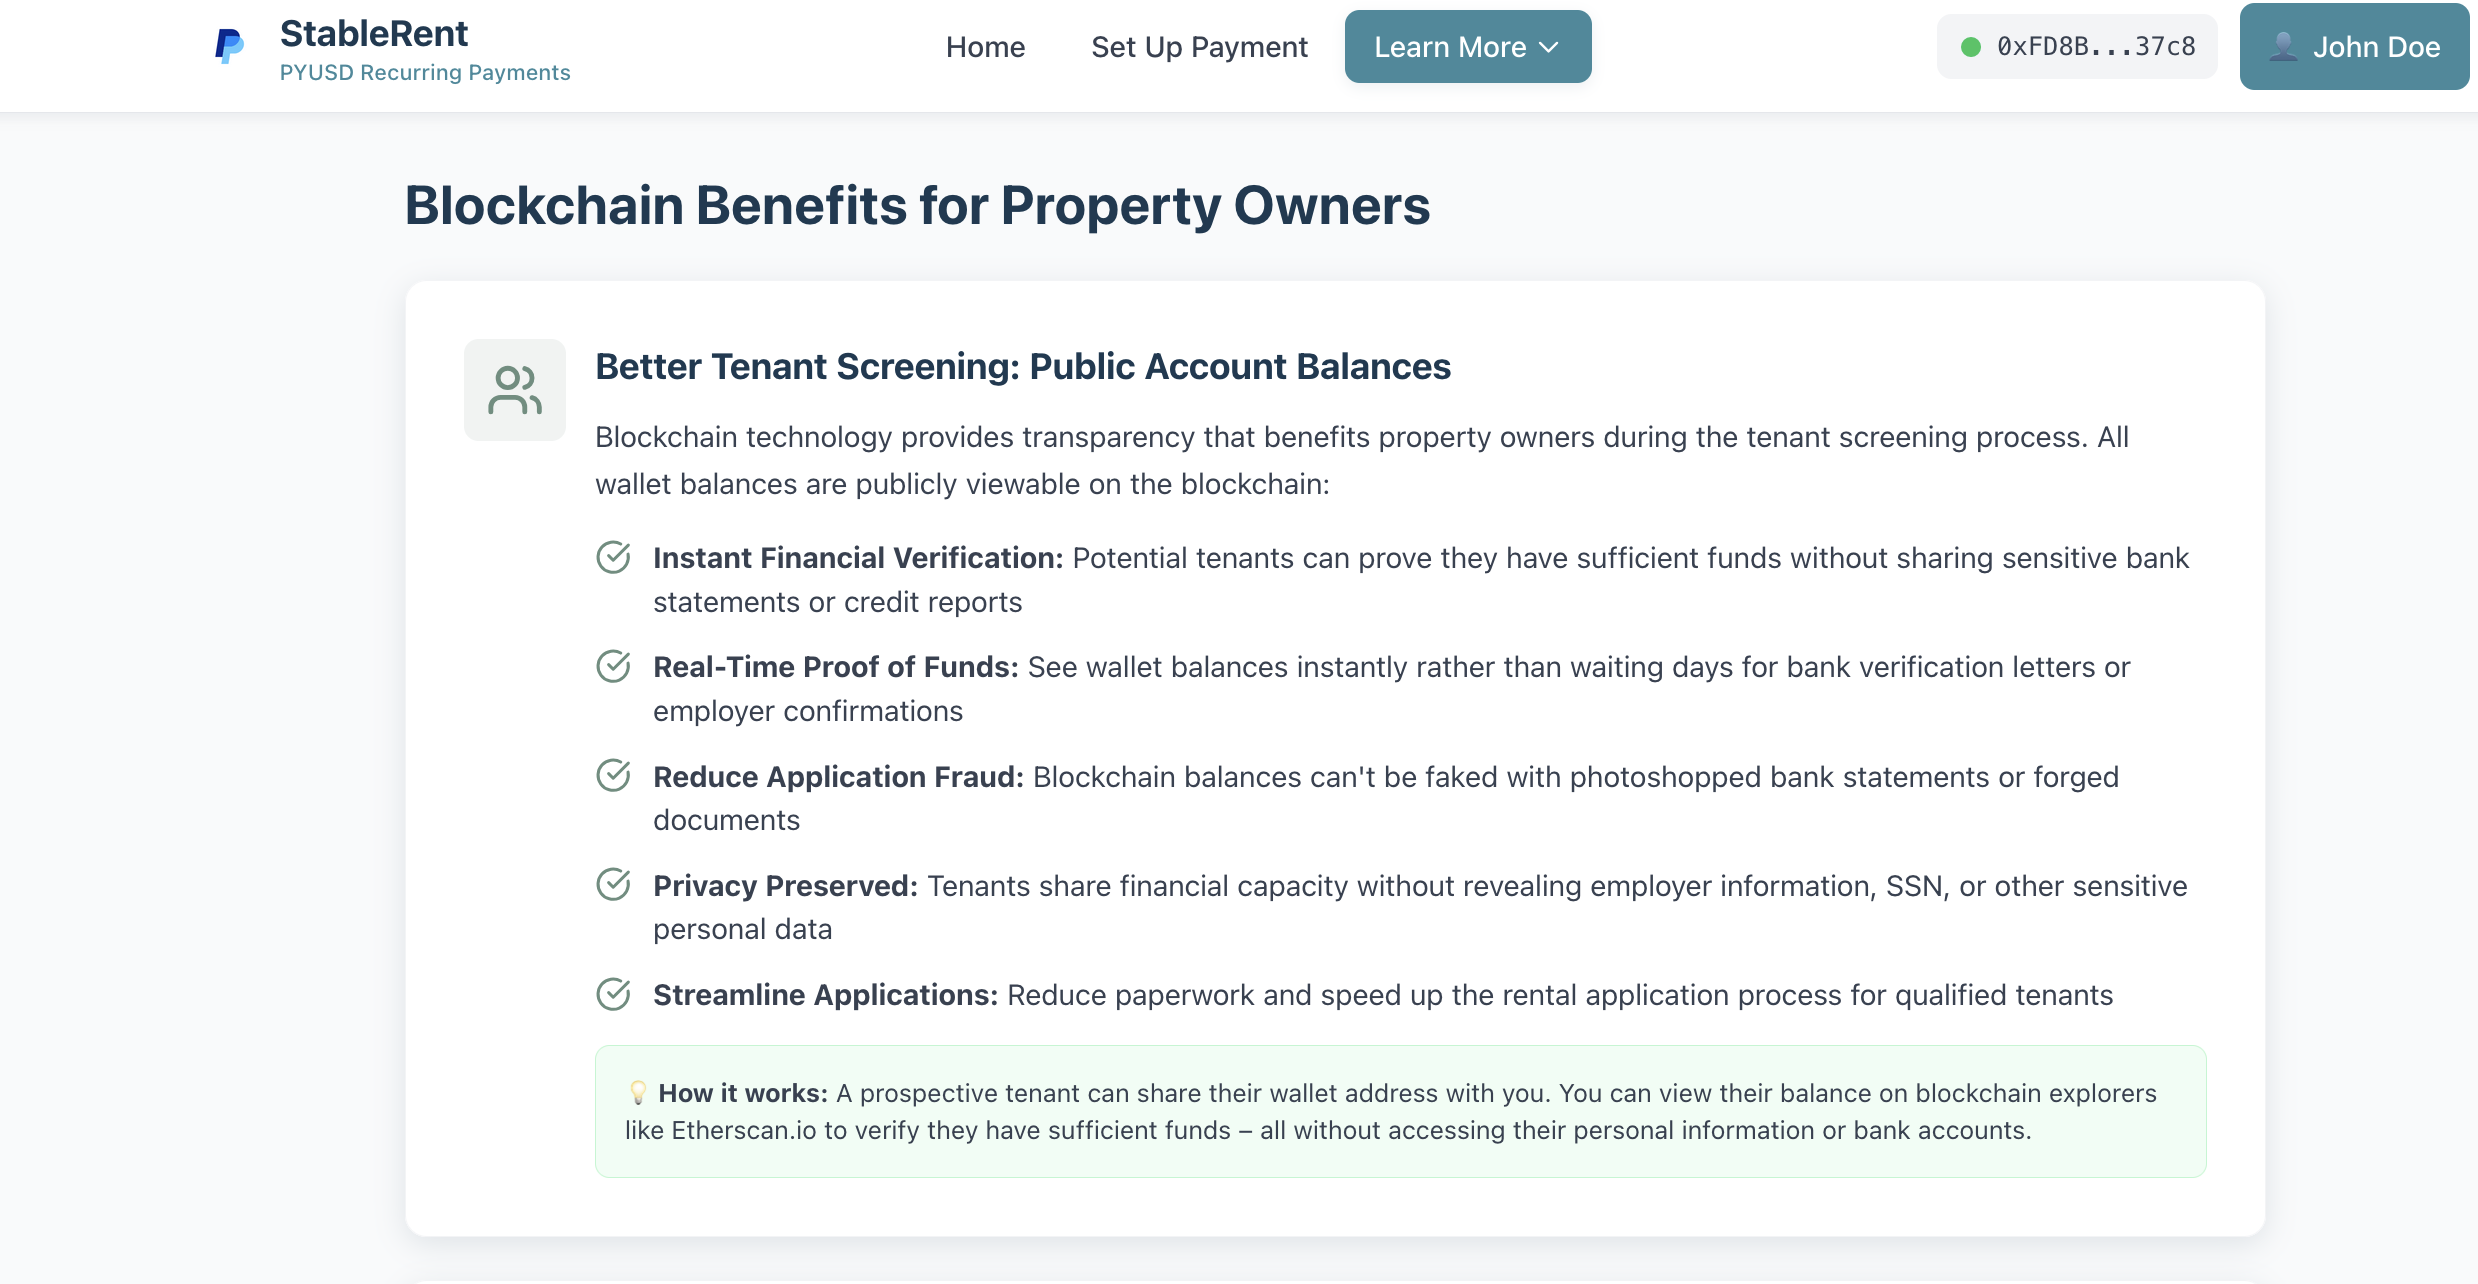 StableRent
PYUSD Recurring Payments
Home
Set Up Payment
Learn More
0xFD8B...37c8
John Doe
Blockchain Benefits for Property Owners
Better Tenant Screening: Public Account Balances
Blockchain technology provides transparency that benefits property owners during the tenant screening process. All
wallet balances are publicly viewable on the blockchain:
Instant Financial Verification: Potential tenants can prove they have sufficient funds without sharing sensitive bank
statements or credit reports
Real-Time Proof of Funds: See wallet balances instantly rather than waiting days for bank verification letters or
employer confirmations
Reduce Application Fraud: Blockchain balances can't be faked with photoshopped bank statements or forged
documents
Privacy Preserved: Tenants share financial capacity without revealing employer information, SSN, or other sensitive
personal data
Streamline Applications: Reduce paperwork and speed up the rental application process for qualified tenants
💡 How it works: A prospective tenant can share their wallet address with you. You can view their balance on blockchain explorers
like Etherscan.io to verify they have sufficient funds – all without accessing their personal information or bank accounts.